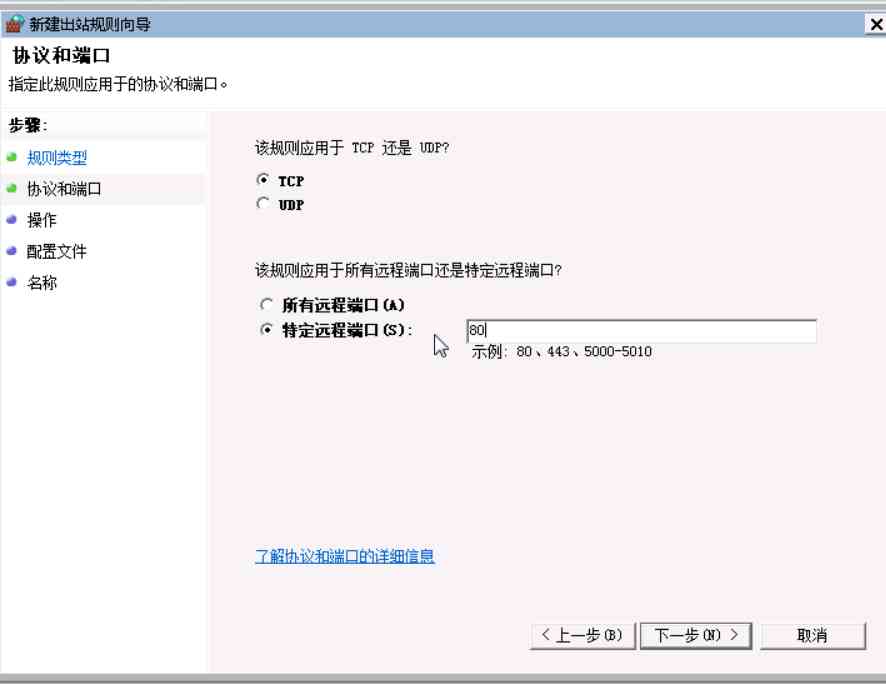 新建出站规则向导
协议和端口
指定此规则应用于的协议和端口。
步骤:
规则类型
协议和端口
操作
配置文件
名称
该规则应用于 TCP 还是 UDP?
TCP
UDP
该规则应用于所有远程端口还是特定远程端口?
所有远程端口(A)
特定远程端口(S): 80
示例: 80、443、5000-5010
了解协议和端口的详细信息
< 上一步(B) 下一步(N) > 取消